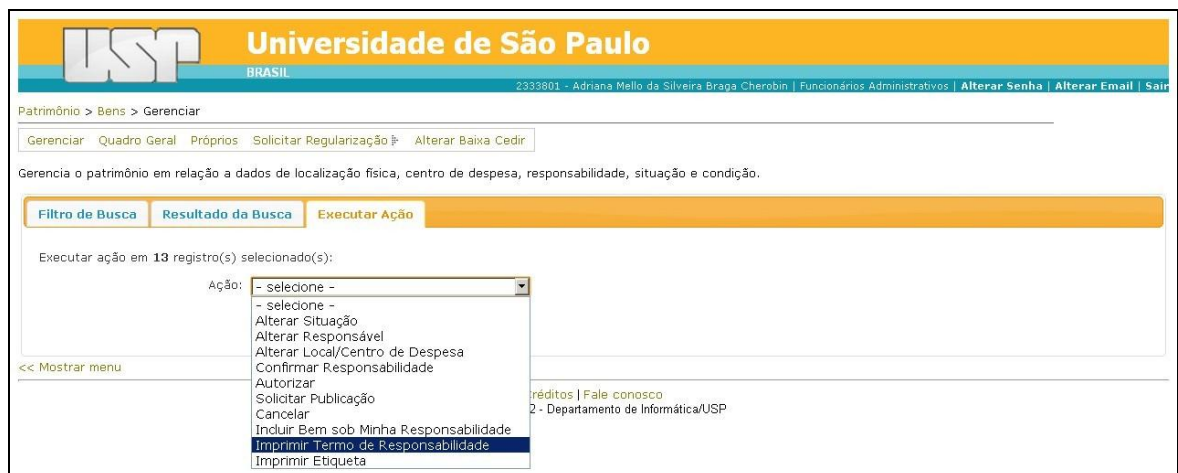 USP
Universidade de São Paulo
BRASIL
2333801 - Adriana Mello da Silveira Braga Cherobin | Funcionários Administrativos | Alterar Senha | Alterar Email | Sair
Patrimônio > Bens > Gerenciar
Gerenciar Quadro Geral Próprios Solicitar Regularização Alterar Baixa Cedir
Gerencia o patrimônio em relação a dados de localização física, centro de despesa, responsabilidade, situação e condição.
Filtro de Busca Resultado da Busca Executar Ação
Executar ação em 13 registro(s) selecionado(s):
Ação: - selecione -
- selecione -
Alterar Situação
Alterar Responsável
Alterar Local/Centro de Despesa
Confirmar Responsabilidade
Autorizar
Solicitar Publicação
Cancelar
Incluir Bem sob Minha Responsabilidade
Imprimir Termo de Responsabilidade
Imprimir Etiqueta
<< Mostrar menu
réditos | Fale conosco
2 - Departamento de Informática/USP